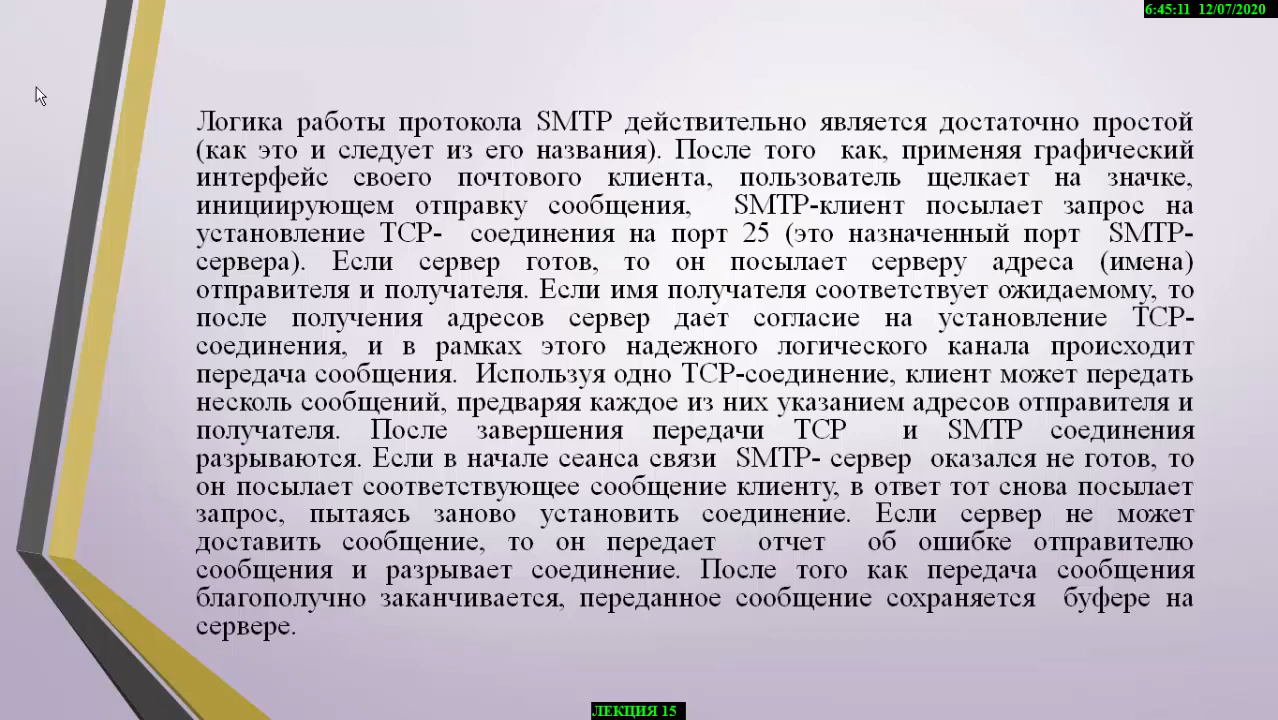 6:45:11 12/07/2020
Логика работы протокола SMTP действительно является достаточно простой
(как это и следует из его названия). После того как, применяя графический
интерфейс своего почтового клиента, пользователь щелкает на значке,
инициирующем отправку сообщения, SMTP-клиент посылает запрос на
установление TCP- соединения на порт 25 (это назначенный порт SMTP-
сервера). Если сервер готов, то он посылает серверу адреса (имена)
отправителя и получателя. Если имя получателя соответствует ожидаемому, то
после получения адресов сервер дает согласие на установление TCP-
соединения, и в рамках этого надежного логического канала происходит
передача сообщения. Используя одно TCP-соединение, клиент может передать
несколь сообщений, предваряя каждое из них указанием адресов отправителя и
получателя. После завершения передачи TCP и SMTP соединения
разрываются. Если в начале сеанса связи SMTP- сервер оказался не готов, то
он посылает соответствующее сообщение клиенту, в ответ тот снова посылает
запрос, пытаясь заново установить соединение. Если сервер не может
доставить сообщение, то он передает отчет об ошибке отправителю
сообщения и разрывает соединение. После того как передача сообщения
благополучно заканчивается, переданное сообщение сохраняется буфере на
сервере.
ЛЕКЦИЯ 15